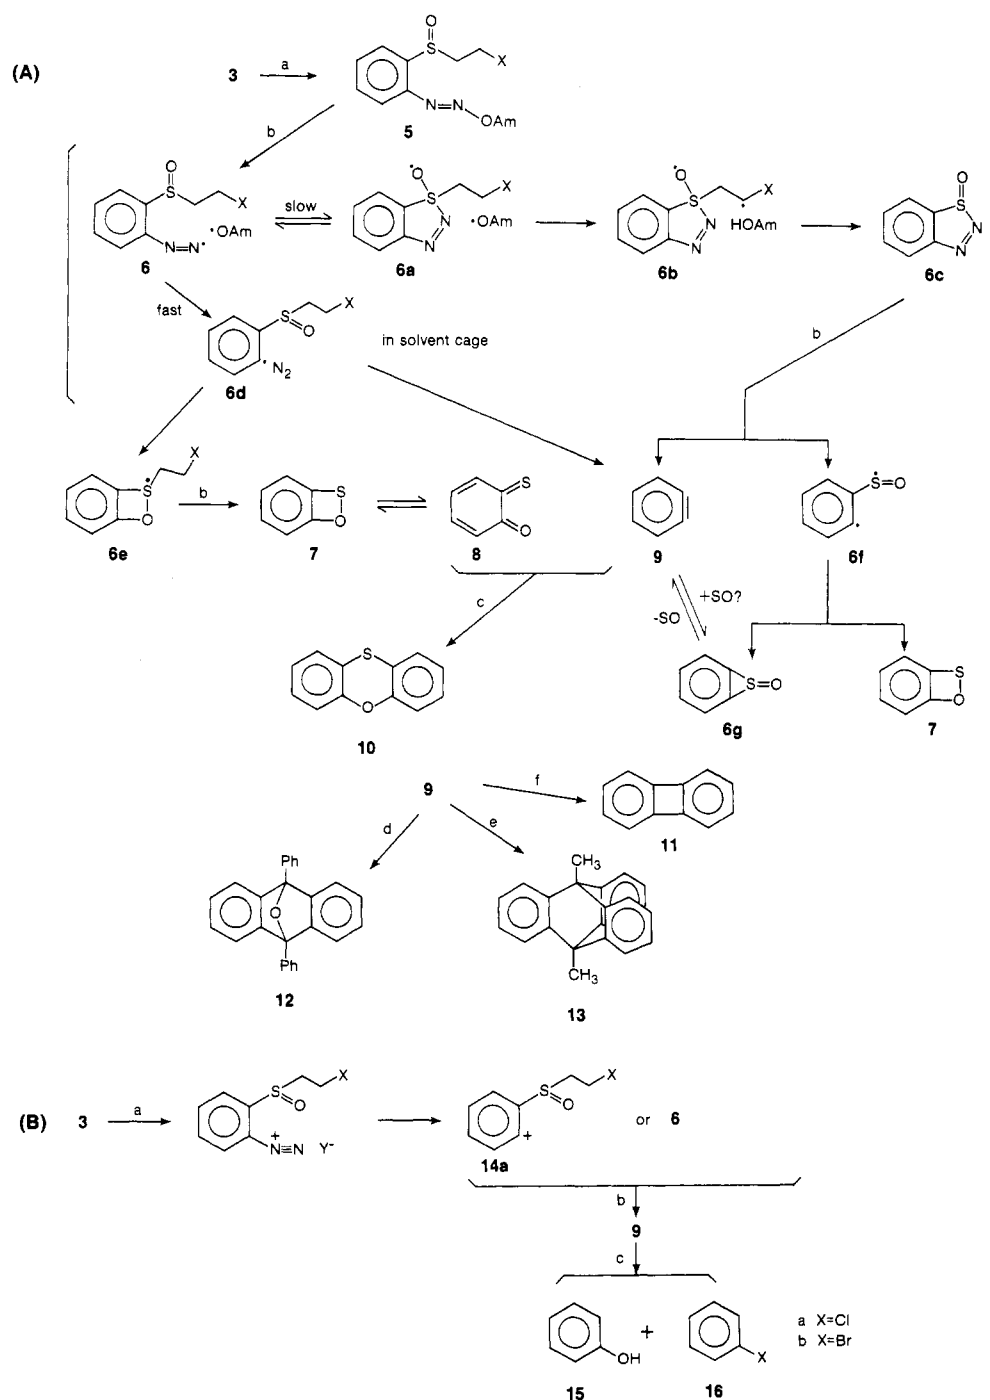 (A)
3
a
O
S
X
N=N
OAm
5
b
O
S
X
N=N·
·OAm
6
slow
·O
S
X
N
N
·OAm
6a
·O
S
X
N
N
HOAm
6b
O
S
N
N
6c
fast
X
S
O
N2
6d
in solvent cage
b
X
S
O
6e
b
S
O
7
S
O
8
9
S=O
6f
c
-SO
+SO?
S
O
10
S=O
6g
S
O
7
9
f
11
d
e
Ph
O
Ph
12
CH3
CH3
13
(B)
3
a
X
S
O
+
N≡N Y-
X
S
O
+
14a
or 6
b
9
c
OH
15
+
X
16
a X=Cl
b X=Br